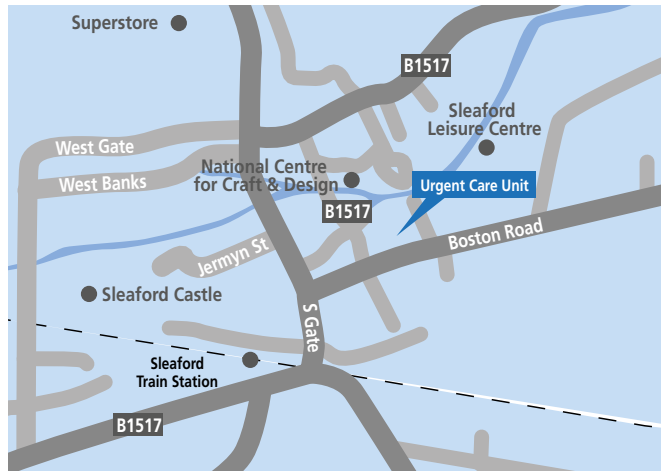 Superstore
B1517
Sleaford
Leisure Centre
West Gate
National Centre
for Craft & Design
West Banks
Urgent Care Unit
B1517
Boston Road
Jermyn St
Sleaford Castle
S Gate
Sleaford
Train Station
B1517